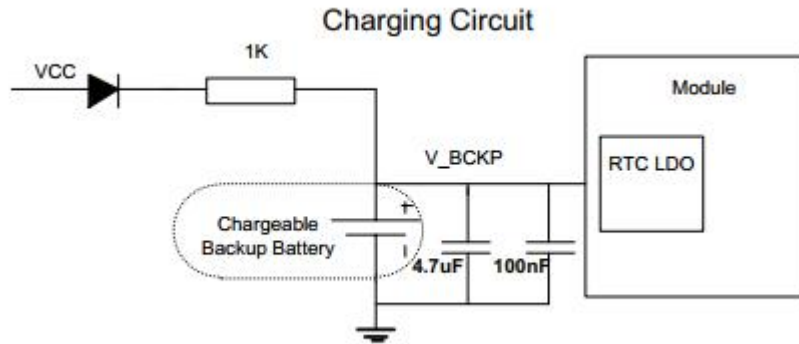 Charging Circuit
1K
VCC
Module
V_BCKP
RTC LDO
Chargeable
Backup Battery
+
-
4.7uF
100nF